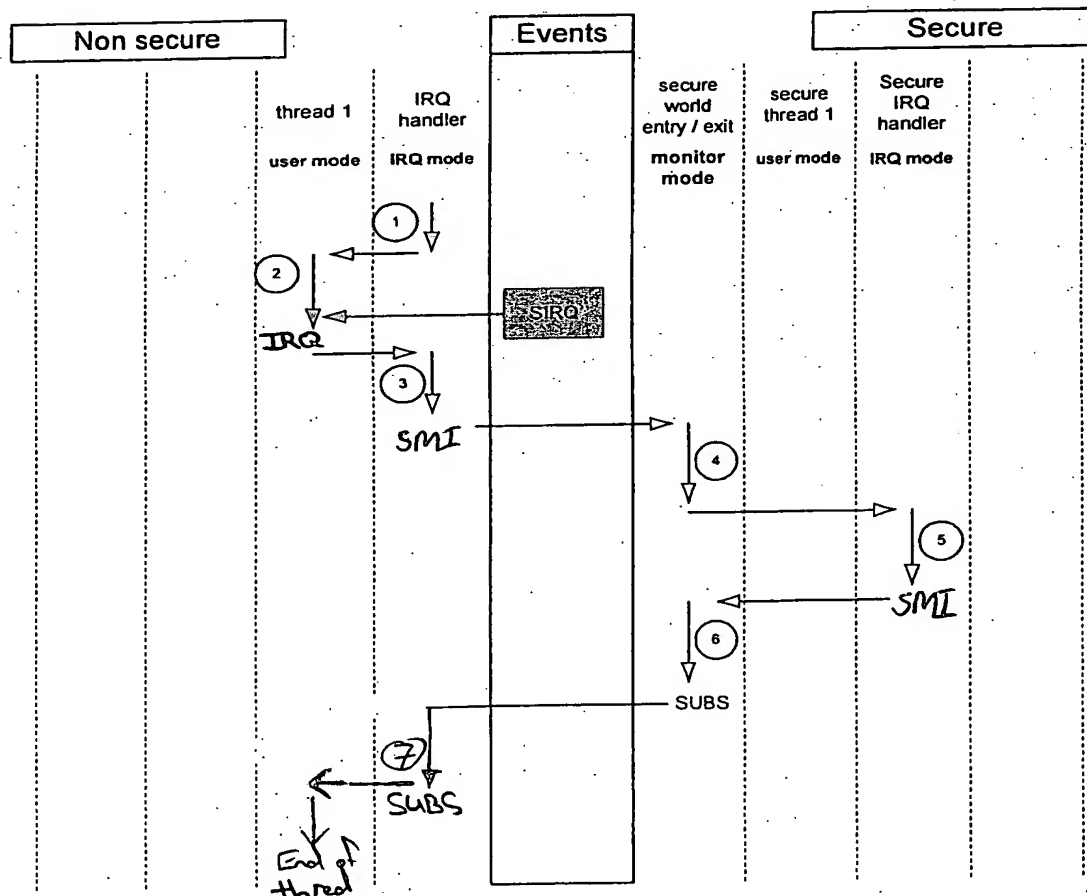 Non secure
Events
Secure
thread 1
user mode
IRQ
handler
IRQ mode
secure
world
entry / exit
monitor
mode
secure
thread 1
user mode
Secure
IRQ
handler
IRQ mode
1
2
SIRQ
IRQ
3
SMI
4
5
SMI
6
SUBS
7
SUBS
End of
thread